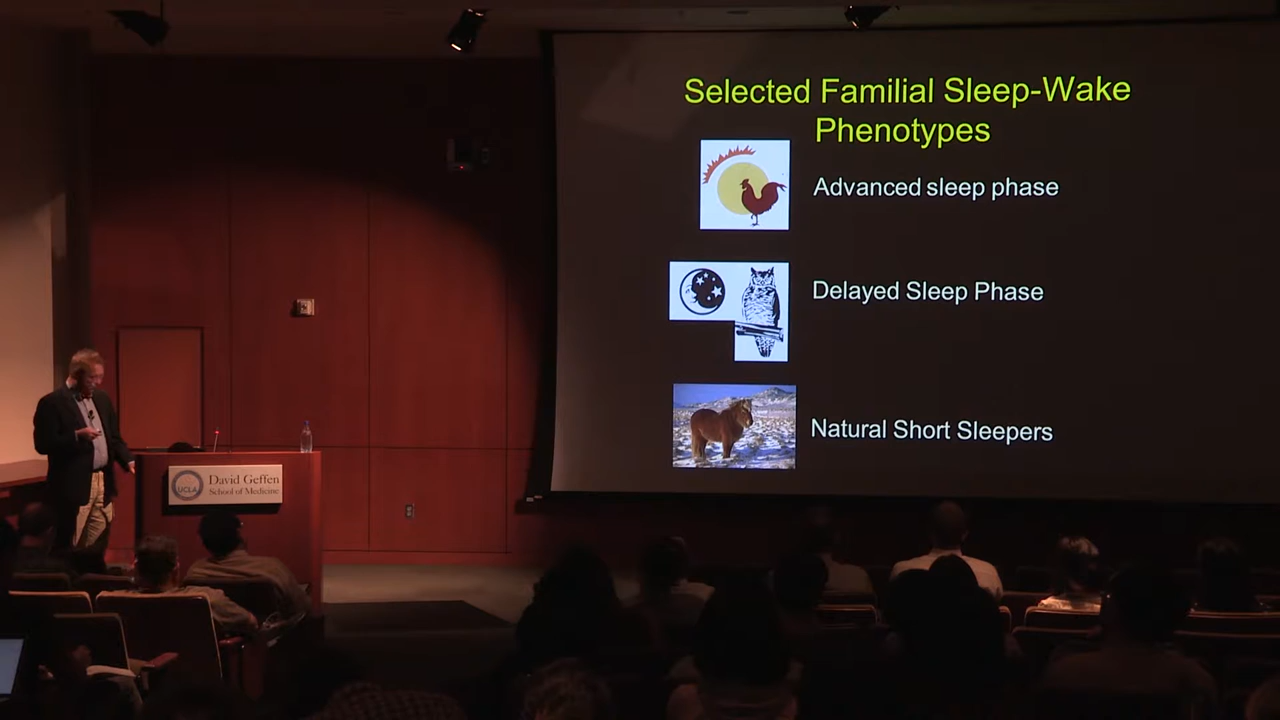 Selected Familial Sleep-Wake
Phenotypes
Advanced sleep phase
Delayed Sleep Phase
Natural Short Sleepers
UCLA
David Geffen
School of Medicine